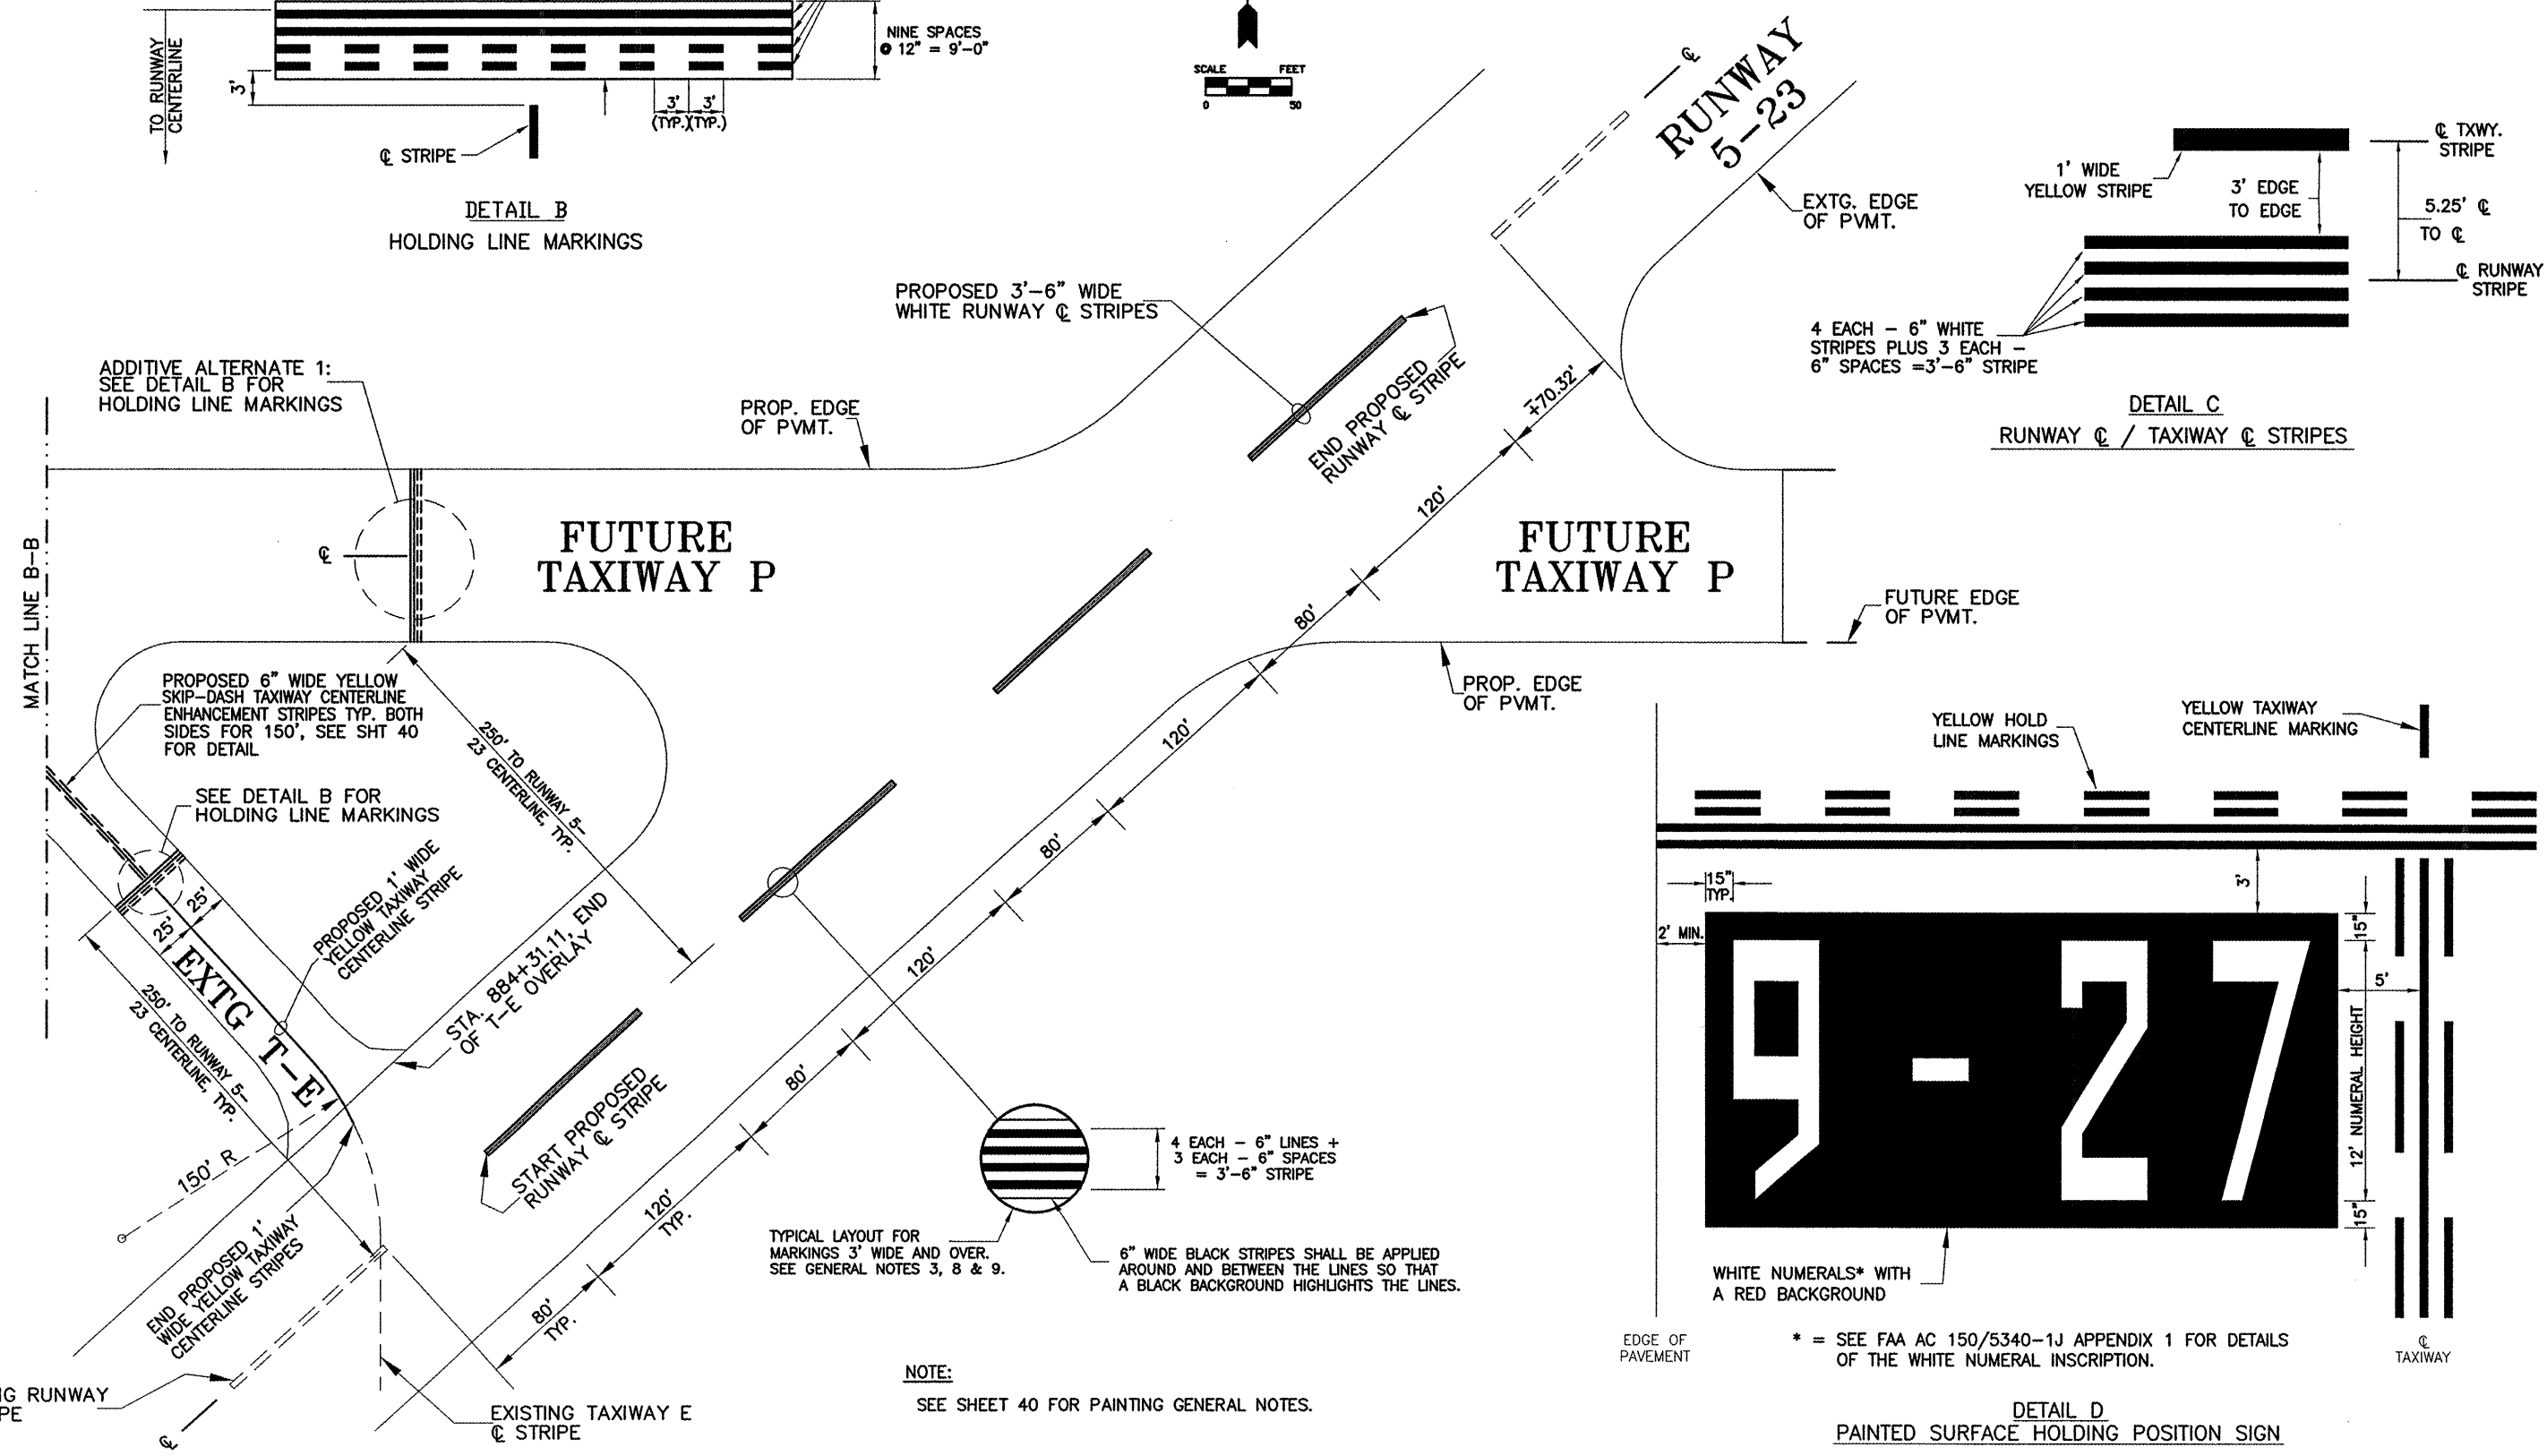 TO RUNWAY
CENTERLINE
3'
NINE SPACES
@ 12" = 9'-0"
3' 3'
(TYP.)(TYP.)
℄ STRIPE
DETAIL B
HOLDING LINE MARKINGS
SCALE FEET
0 50
℄
RUNWAY
5-23
EXTG. EDGE
OF PVMT.
℄ TXWY.
STRIPE
1' WIDE
YELLOW STRIPE
3' EDGE
TO EDGE
5.25' ℄
TO ℄
℄ RUNWAY
STRIPE
4 EACH - 6" WHITE
STRIPES PLUS 3 EACH -
6" SPACES =3'-6" STRIPE
DETAIL C
RUNWAY ℄ / TAXIWAY ℄ STRIPES
PROPOSED 3'-6" WIDE
WHITE RUNWAY ℄ STRIPES
ADDITIVE ALTERNATE 1:
SEE DETAIL B FOR
HOLDING LINE MARKINGS
PROP. EDGE
OF PVMT.
END PROPOSED
RUNWAY ℄ STRIPE
∓70.32'
120'
MATCH LINE B-B
℄
FUTURE
TAXIWAY P
FUTURE
TAXIWAY P
80'
FUTURE EDGE
OF PVMT.
PROP. EDGE
OF PVMT.
PROPOSED 6" WIDE YELLOW
SKIP-DASH TAXIWAY CENTERLINE
ENHANCEMENT STRIPES TYP. BOTH
SIDES FOR 150', SEE SHT 40
FOR DETAIL
250' TO RUNWAY 5-
23 CENTERLINE, TYP.
120'
SEE DETAIL B FOR
HOLDING LINE MARKINGS
80'
25'
25'
PROPOSED 1' WIDE
YELLOW TAXIWAY
CENTERLINE STRIPE
EXTG T-E
250' TO RUNWAY 5-
23 CENTERLINE, TYP.
STA. 884+31.11, END
OF T-E OVERLAY
120'
80'
150' R
START PROPOSED
RUNWAY ℄ STRIPE
120'
TYP.
80'
TYP.
END PROPOSED 1'
WIDE YELLOW TAXIWAY
CENTERLINE STRIPES
4 EACH - 6" LINES +
3 EACH - 6" SPACES
= 3'-6" STRIPE
TYPICAL LAYOUT FOR
MARKINGS 3' WIDE AND OVER.
SEE GENERAL NOTES 3, 8 & 9.
6" WIDE BLACK STRIPES SHALL BE APPLIED
AROUND AND BETWEEN THE LINES SO THAT
A BLACK BACKGROUND HIGHLIGHTS THE LINES.
NG RUNWAY
PE
℄
EXISTING TAXIWAY E
℄ STRIPE
NOTE:
SEE SHEET 40 FOR PAINTING GENERAL NOTES.
YELLOW HOLD
LINE MARKINGS
YELLOW TAXIWAY
CENTERLINE MARKING
15"
TYP.
3'
2' MIN.
15"
5'
9 - 27
12' NUMERAL HEIGHT
15"
WHITE NUMERALS* WITH
A RED BACKGROUND
EDGE OF
PAVEMENT
* = SEE FAA AC 150/5340-1J APPENDIX 1 FOR DETAILS
OF THE WHITE NUMERAL INSCRIPTION.
℄
TAXIWAY
DETAIL D
PAINTED SURFACE HOLDING POSITION SIGN